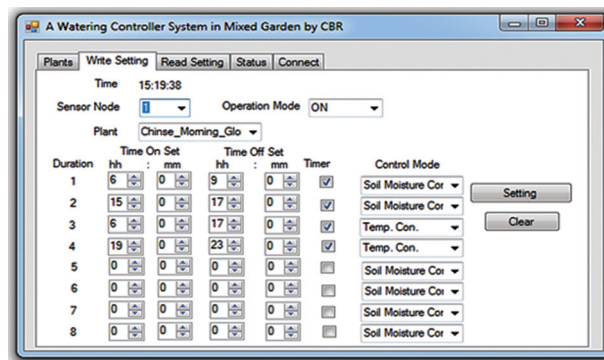 A Watering Controller System in Mixed Garden by CBR
Plants Write Setting Read Setting Status Connect
Time 15:19:38
Sensor Node 1 Operation Mode ON
Plant Chinse_Morning_Glo
Time On Set Time Off Set
Duration hh : mm hh : mm Timer Control Mode
1 6 0 9 0 Soil Moisture Cor
2 15 0 17 0 Soil Moisture Cor
3 6 0 17 0 Temp. Con.
4 19 0 23 0 Temp. Con.
5 0 0 0 0 Soil Moisture Cor
6 0 0 0 0 Soil Moisture Cor
7 0 0 0 0 Soil Moisture Cor
8 0 0 0 0 Soil Moisture Cor
Setting
Clear